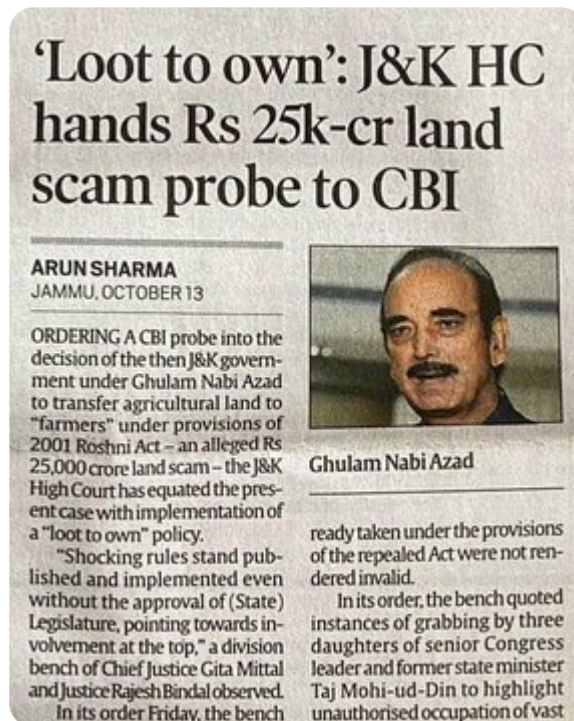 ‘Loot to own’: J&K HC
hands Rs 25k-cr land
scam probe to CBI
ARUN SHARMA
JAMMU, OCTOBER 13
ORDERING A CBI probe into the
decision of the then J&K govern-
ment under Ghulam Nabi Azad
to transfer agricultural land to
"farmers" under provisions of
2001 Roshni Act – an alleged Rs
25,000 crore land scam – the J&K
High Court has equated the pres-
ent case with implementation of
a "loot to own" policy.
"Shocking rules stand pub-
lished and implemented even
without the approval of (State)
Legislature, pointing towards in-
volvement at the top," a division
bench of Chief Justice Gita Mittal
and Justice Rajesh Bindal observed.
In its order Friday, the bench
Ghulam Nabi Azad
ready taken under the provisions
of the repealed Act were not ren-
dered invalid.
In its order, the bench quoted
instances of grabbing by three
daughters of senior Congress
leader and former state minister
Taj Mohi-ud-Din to highlight
unauthorised occupation of vast